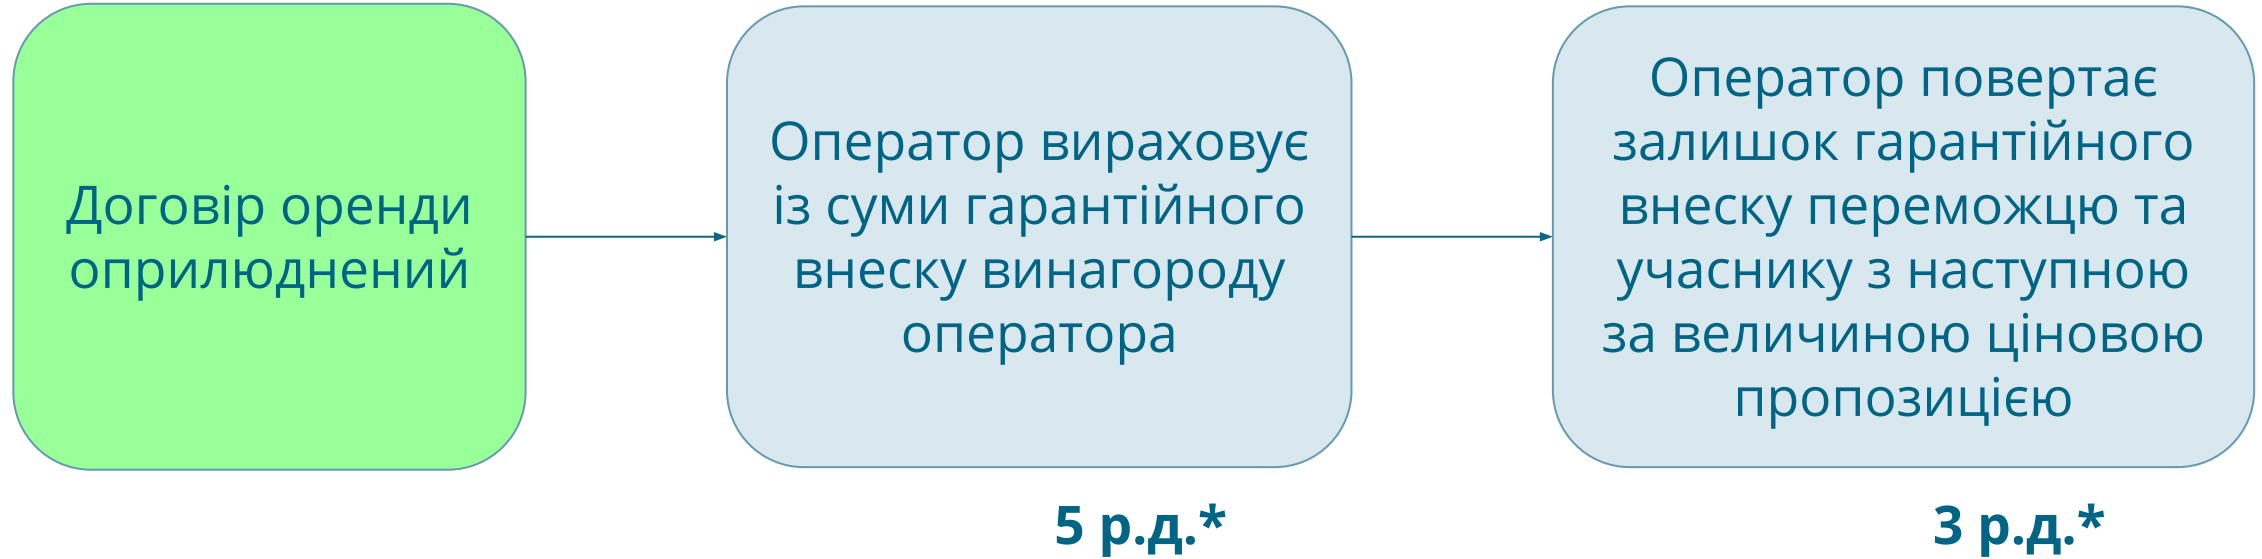 Договір оренди
оприлюднений
Оператор вираховує
із суми гарантійного
внеску винагороду
оператора
Оператор повертає
залишок гарантійного
внеску переможцю та
учаснику з наступною
за величиною ціновою
пропозицією
5 р.д.*
3 р.д.*